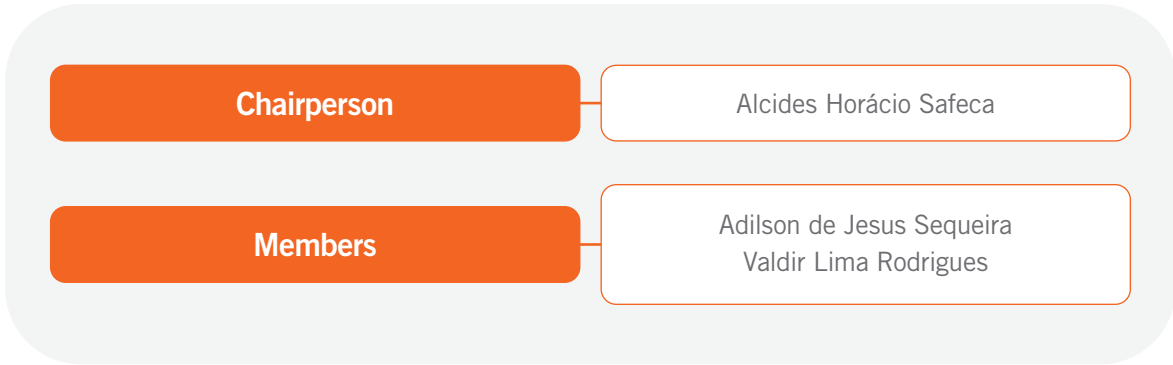 Chairperson
Alcides Horácio Safeca
Members
Adilson de Jesus Sequeira
Valdir Lima Rodrigues